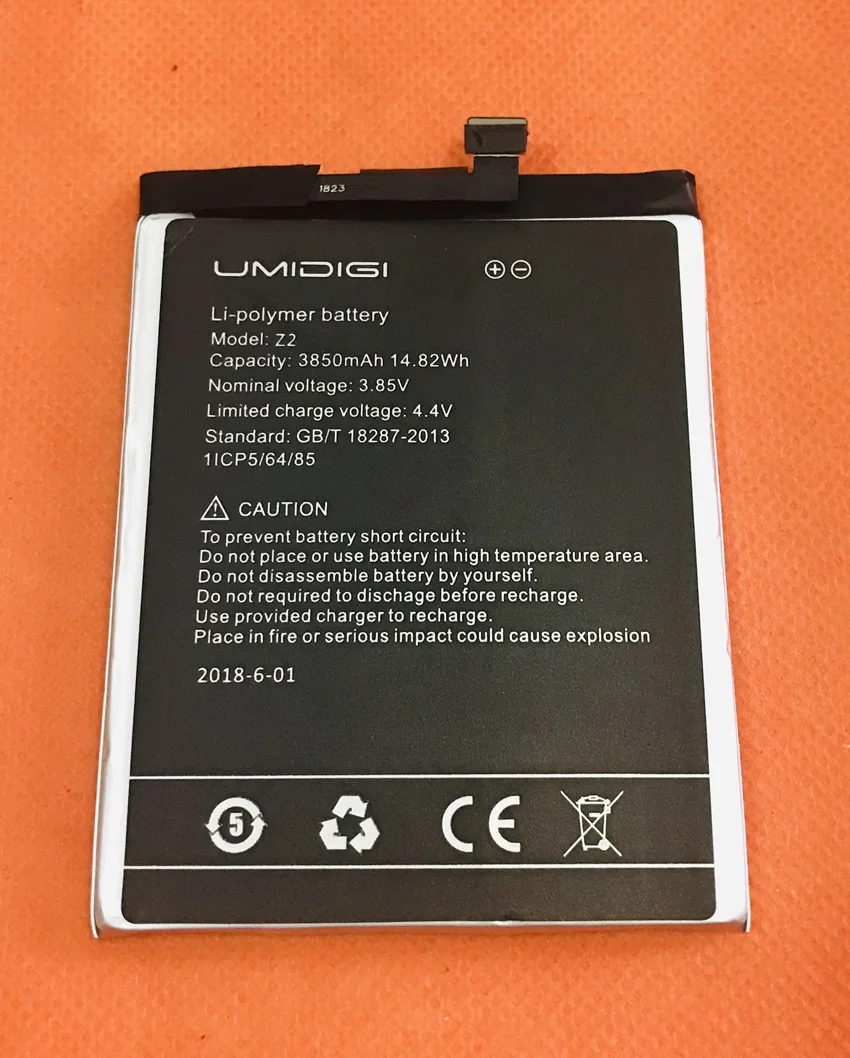 1823
UMIDIGI
Li-polymer battery
Model: Z2
Capacity: 3850mAh 14.82Wh
Nominal voltage: 3.85V
Limited charge voltage: 4.4V
Standard: GB/T 18287-2013
1ICP5/64/85
CAUTION
To prevent battery short circuit:
Do not place or use battery in high temperature area.
Do not disassemble battery by yourself.
Do not required to dischage before recharge.
Use provided charger to recharge.
Place in fire or serious impact could cause explosion
2018-6-01
5 CE